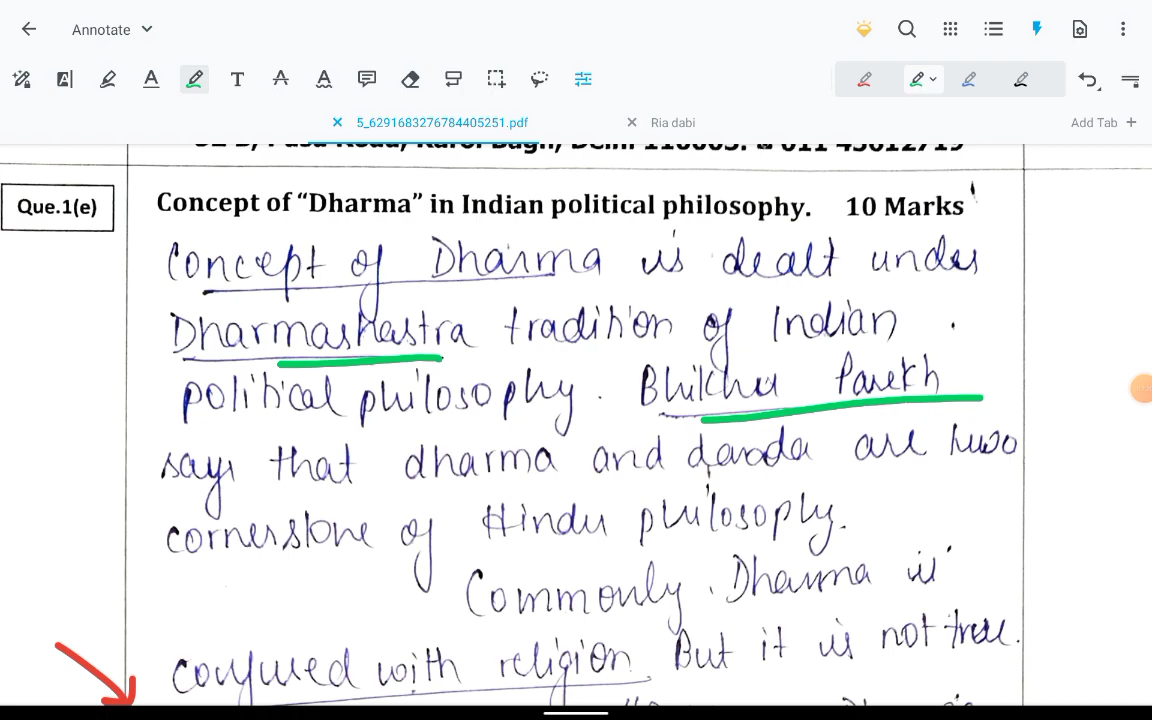 Annotate
T
5_6291683276784405251.pdf
Ria dabi
Add Tab +
Que.1(e)
Concept of “Dharma” in Indian political philosophy. 10 Marks
Concept of Dharma is dealt under
Dharmashastra tradition of Indian
political philosophy. Bhikhu Parekh
says that dharma and danda are two
cornerstone of Hindu philosophy.
Commonly Dharma is
confused with religion. But it is not true.